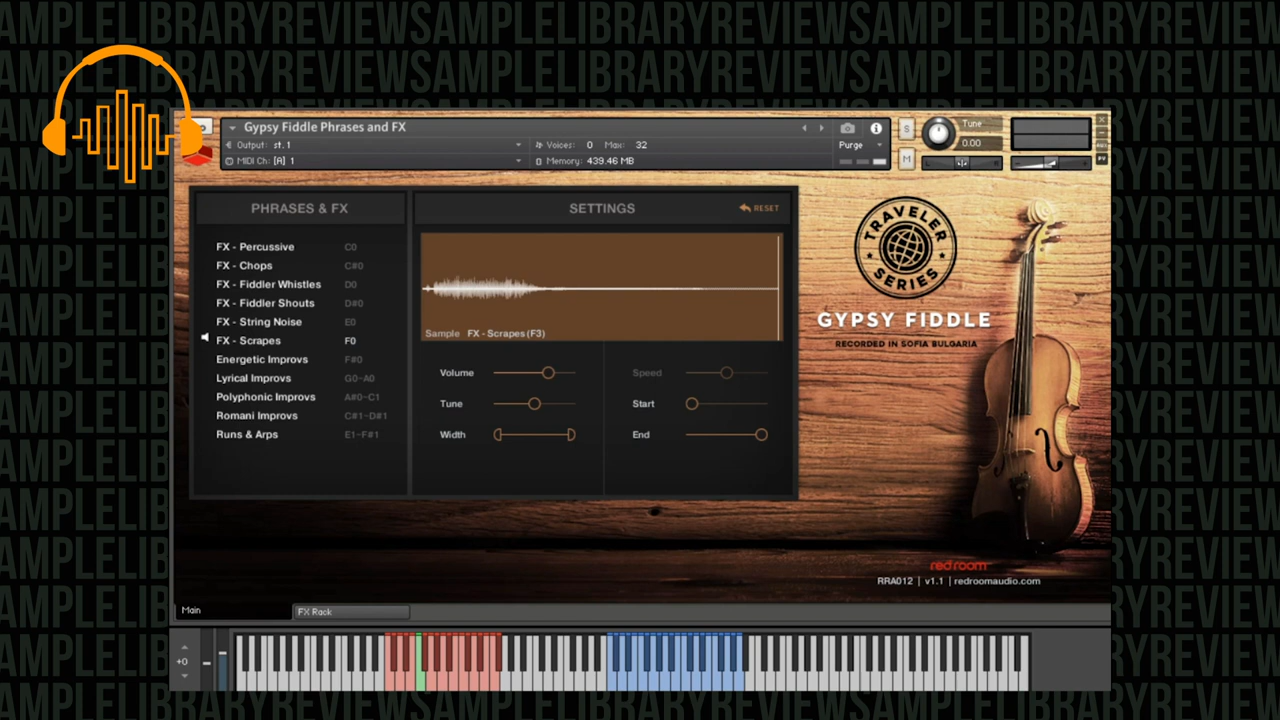 SAMPLELIBRARYREVIEW
Gypsy Fiddle Phrases and FX
Output: st. 1
Voices: 0 Max: 32
Purge
MIDI Ch: [A] 1
Memory: 439.46 MB
S
M
Tune
0.00
PHRASES & FX
FX - Percussive C0
FX - Chops C#0
FX - Fiddler Whistles D0
FX - Fiddler Shouts D#0
FX - String Noise E0
FX - Scrapes F0
Energetic Improvs F#0
Lyrical Improvs G0-A0
Polyphonic Improvs A#0-C1
Romani Improvs C#1-D#1
Runs & Arps E1-F#1
SETTINGS
RESET
Sample FX - Scrapes (F3)
Volume
Tune
Width
Speed
Start
End
TRAVELER
SERIES
GYPSY FIDDLE
RECORDED IN SOFIA BULGARIA
red room
RRA012 | v1.1 | redroomaudio.com
Main
FX Rack
+0